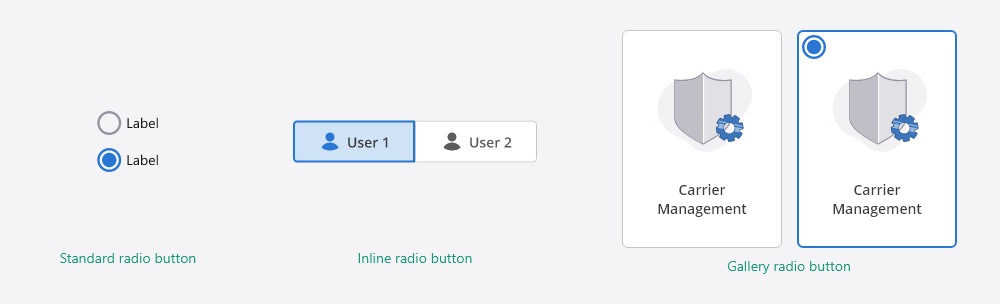 Label
Label
Standard radio button
User 1
User 2
Inline radio button
Carrier
Management
Carrier
Management
Gallery radio button